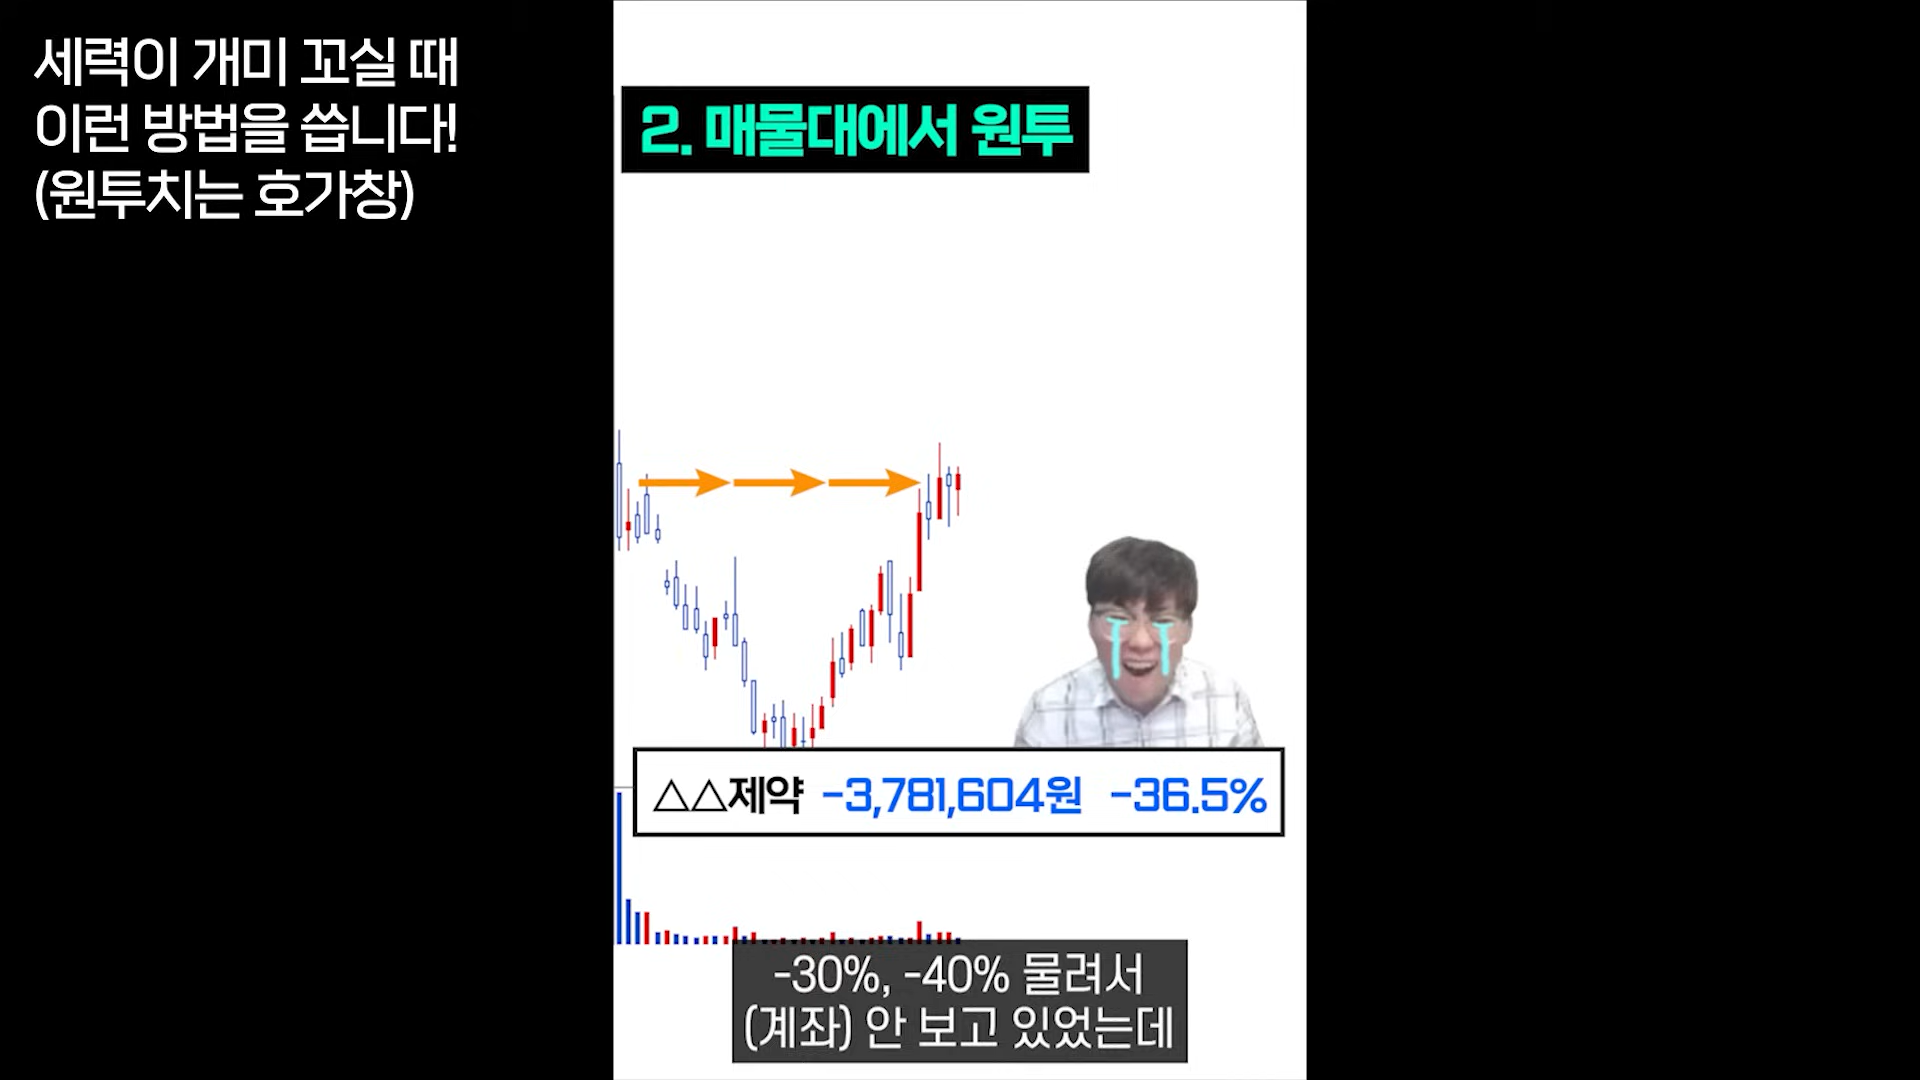 세력이 개미 꼬실 때
이런 방법을 씁니다!
(원투치는 호가창)
2. 매물대에서 원투
△△제약 -3,781,604원 -36.5%
-30%, -40% 물려서
(계좌) 안 보고 있었는데